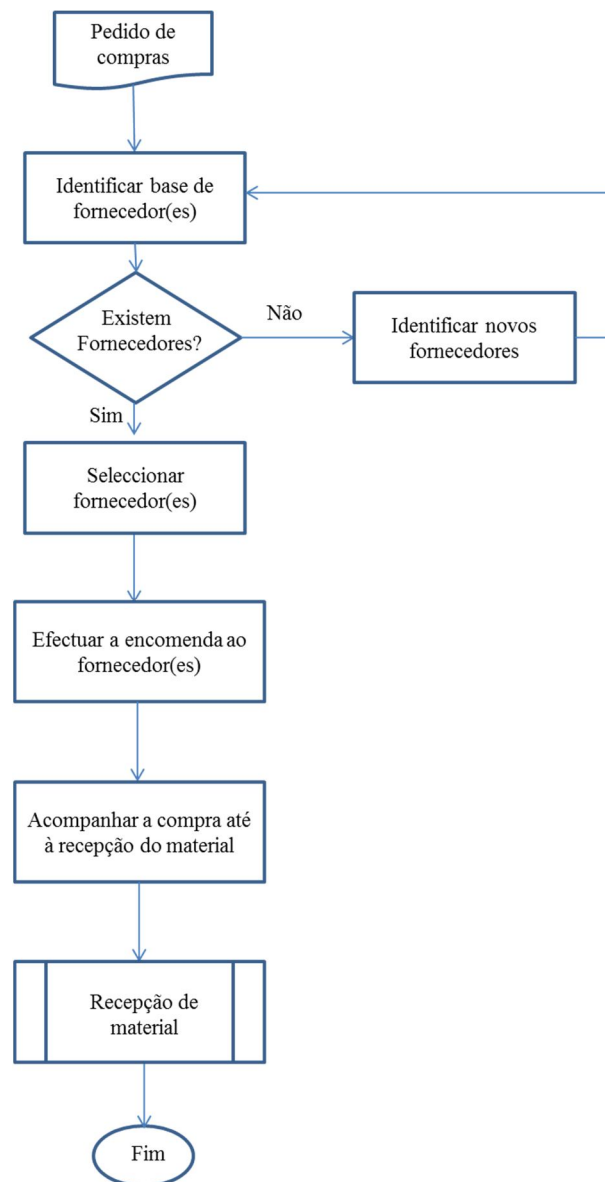 Pedido de
compras
Identificar base de
fornecedor(es)
Existem
Fornecedores?
Não
Identificar novos
fornecedores
Sim
Seleccionar
fornecedor(es)
Efectuar a encomenda ao
fornecedor(es)
Acompanhar a compra até
à recepção do material
Recepção de
material
Fim